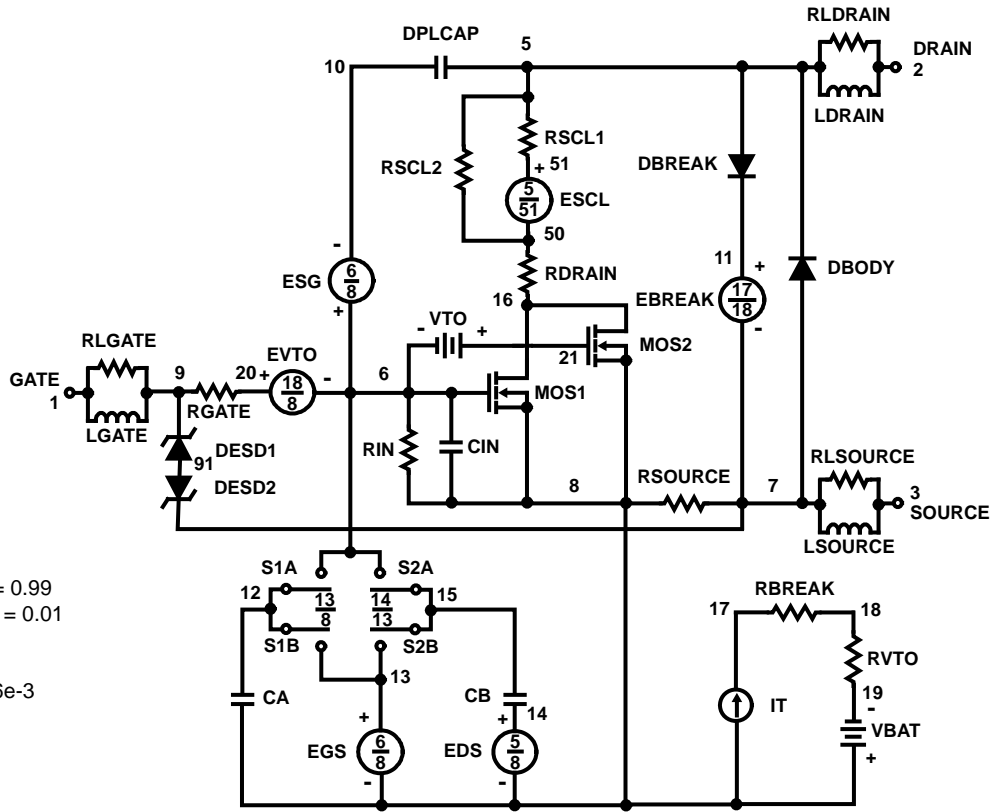 RLDRAIN
DPLCAP
5
DRAIN
10
2
LDRAIN
RSCL1
RSCL2
+ 51
DBREAK
5
51
ESCL
50
-
ESG
6
8
+
RDRAIN
11
+
DBODY
16
EBREAK
17
18
-
-
VTO
+
MOS2
21
RLGATE
EVTO
GATE
1
9
20
+
18
8
-
6
MOS1
RGATE
LGATE
DESD1
91
DESD2
RIN
CIN
8
RSOURCE
7
RLSOURCE
3
SOURCE
LSOURCE
= 0.99
= 0.01
6e-3
S1A
S2A
12
13
8
14
13
15
S1B
S2B
13
CA
CB
+
+
14
EGS
6
8
EDS
5
8
-
-
RBREAK
17
18
RVTO
19
-
IT
VBAT
+